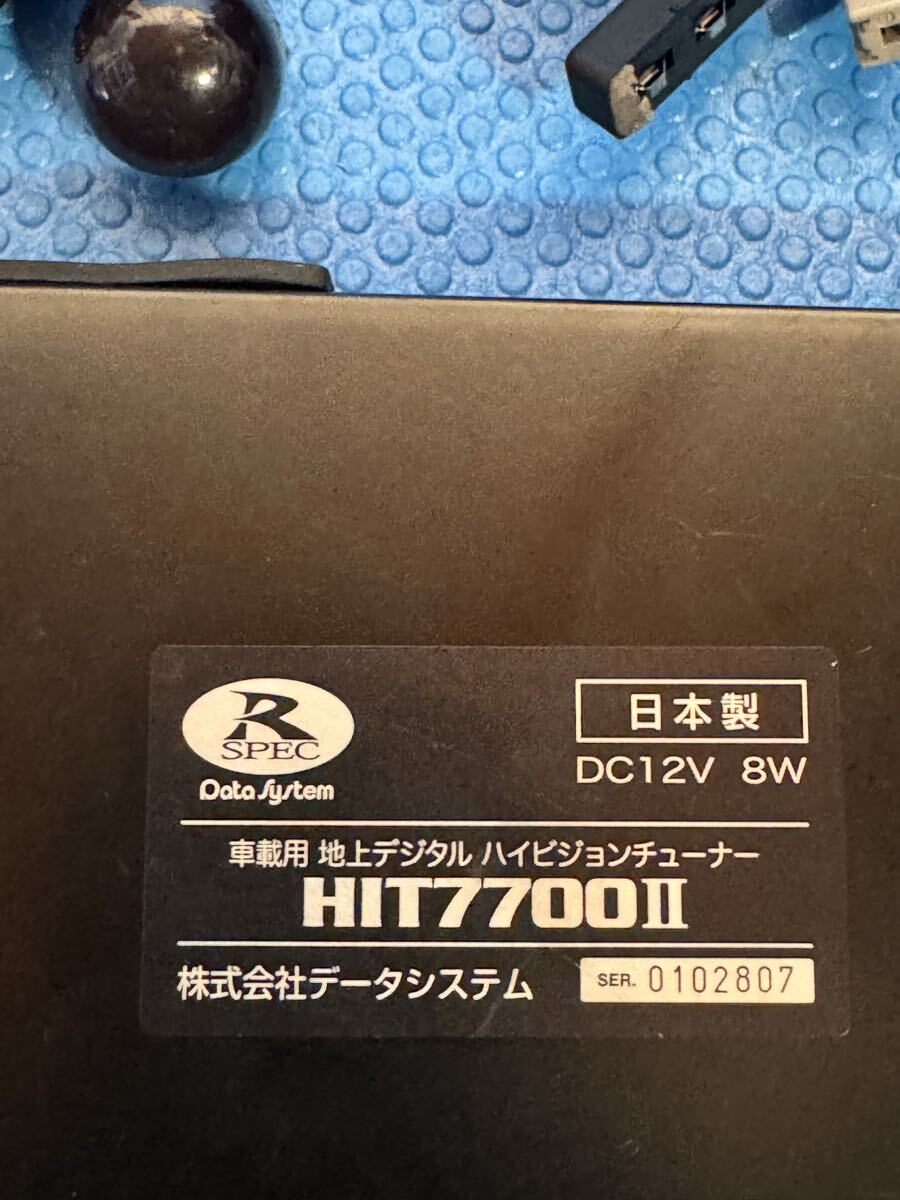 R
SPEC
Data System
日本製
DC12V 8W
車載用 地上デジタル ハイビジョンチューナー
HIT7700II
株式会社データシステム
SER. 0102807